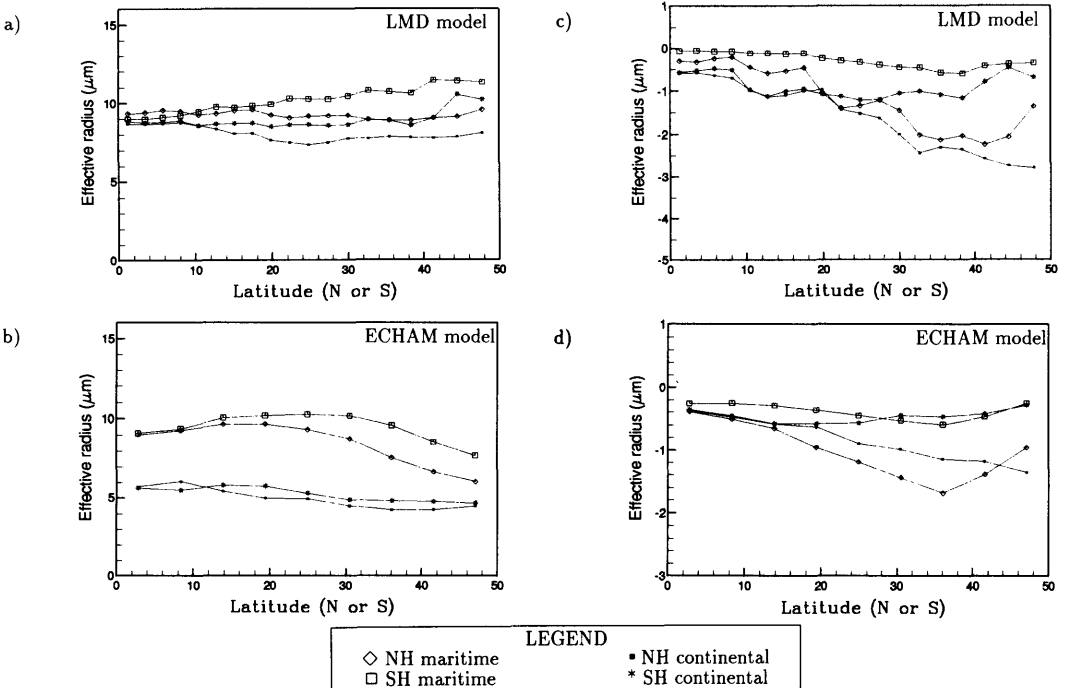 a)
LMD model
15
10
5
0
Effective radius (μm)
0 10 20 30 40 50
Latitude (N or S)
c)
LMD model
1
0
-1
-2
-3
-4
-5
Effective radius (μm)
0 10 20 30 40 50
Latitude (N or S)
b)
ECHAM model
15
10
5
0
Effective radius (μm)
0 10 20 30 40 50
Latitude (N or S)
d)
ECHAM model
1
0
-1
-2
-3
Effective radius (μm)
0 10 20 30 40 50
Latitude (N or S)
LEGEND
NH maritime
SH maritime
NH continental
SH continental